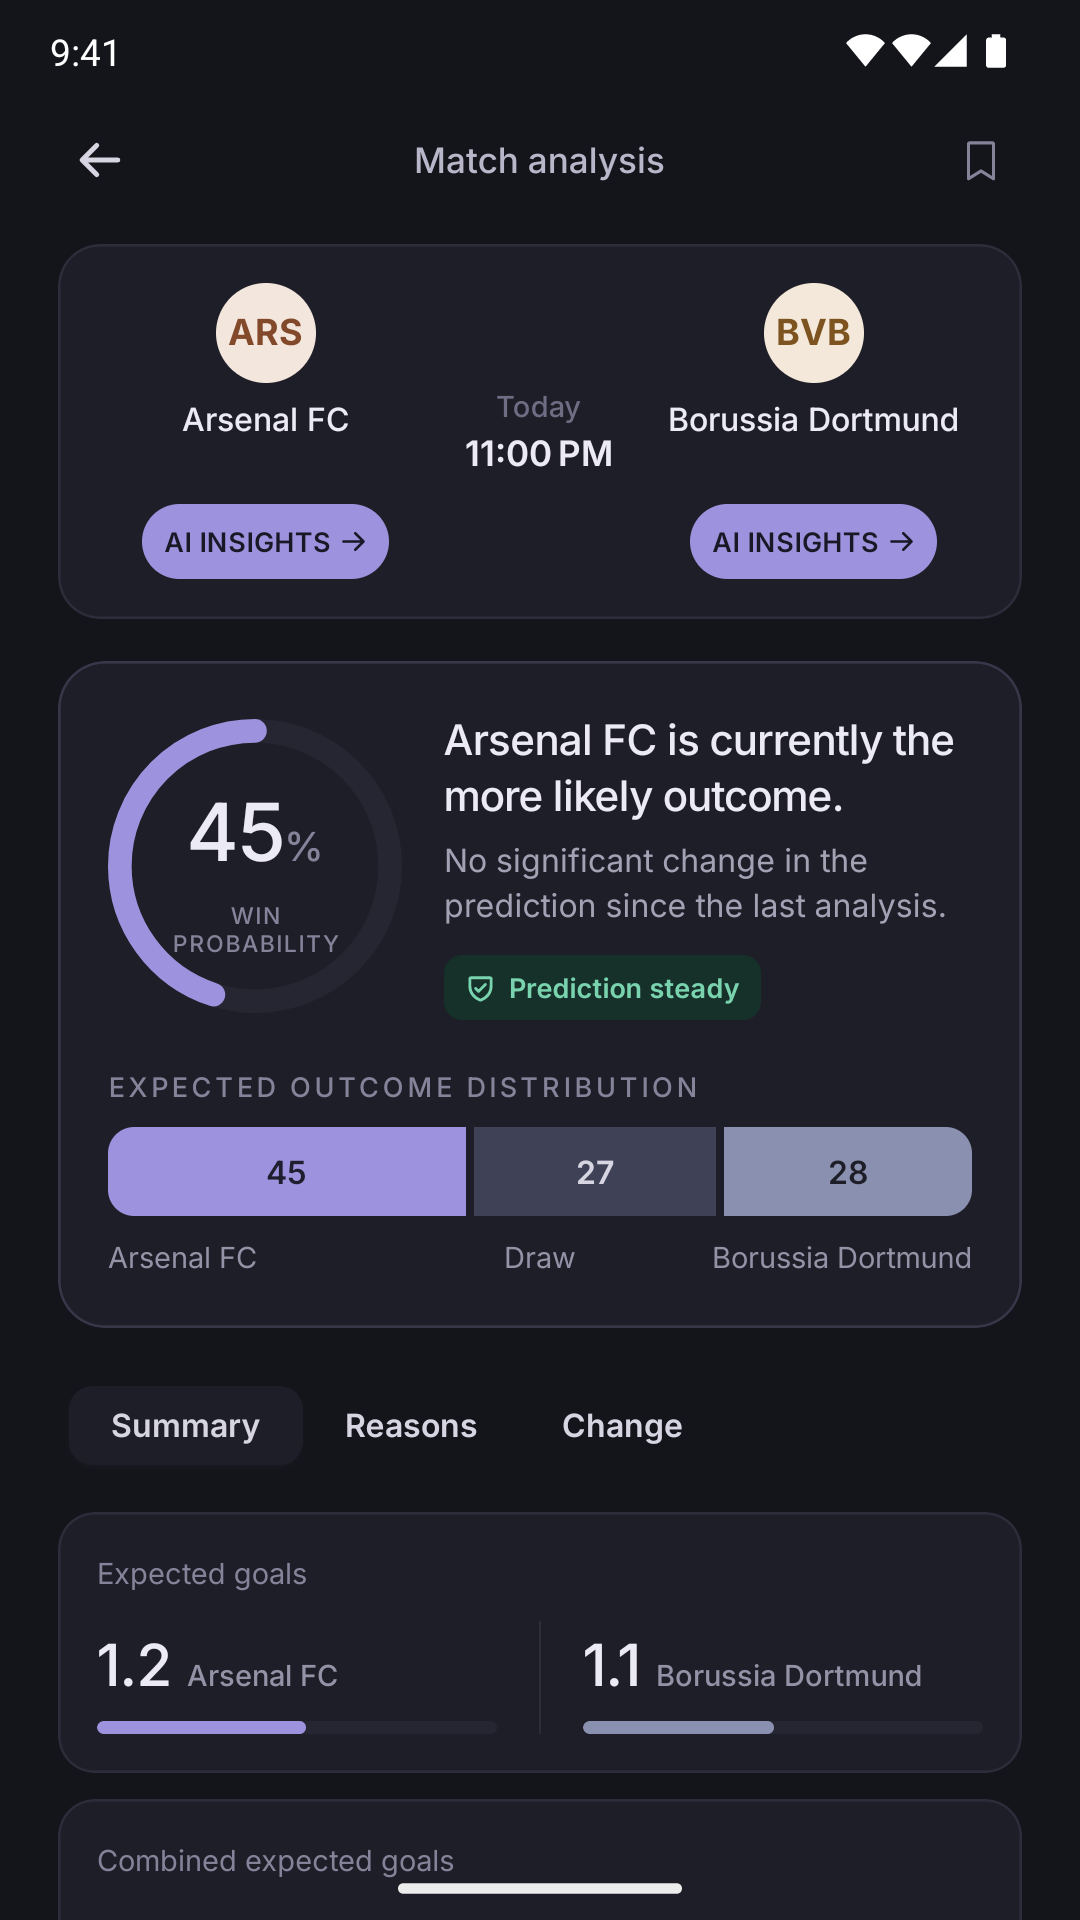 9:41
Match analysis
ARS
BVB
Arsenal FC
Today
Borussia Dortmund
11:00 PM
AI INSIGHTS →
AI INSIGHTS →
45%
WIN
PROBABILITY
Arsenal FC is currently the
more likely outcome.
No significant change in the
prediction since the last analysis.
Prediction steady
EXPECTED OUTCOME DISTRIBUTION
45
27
28
Arsenal FC
Draw
Borussia Dortmund
Summary
Reasons
Change
Expected goals
1.2 Arsenal FC
1.1 Borussia Dortmund
Combined expected goals